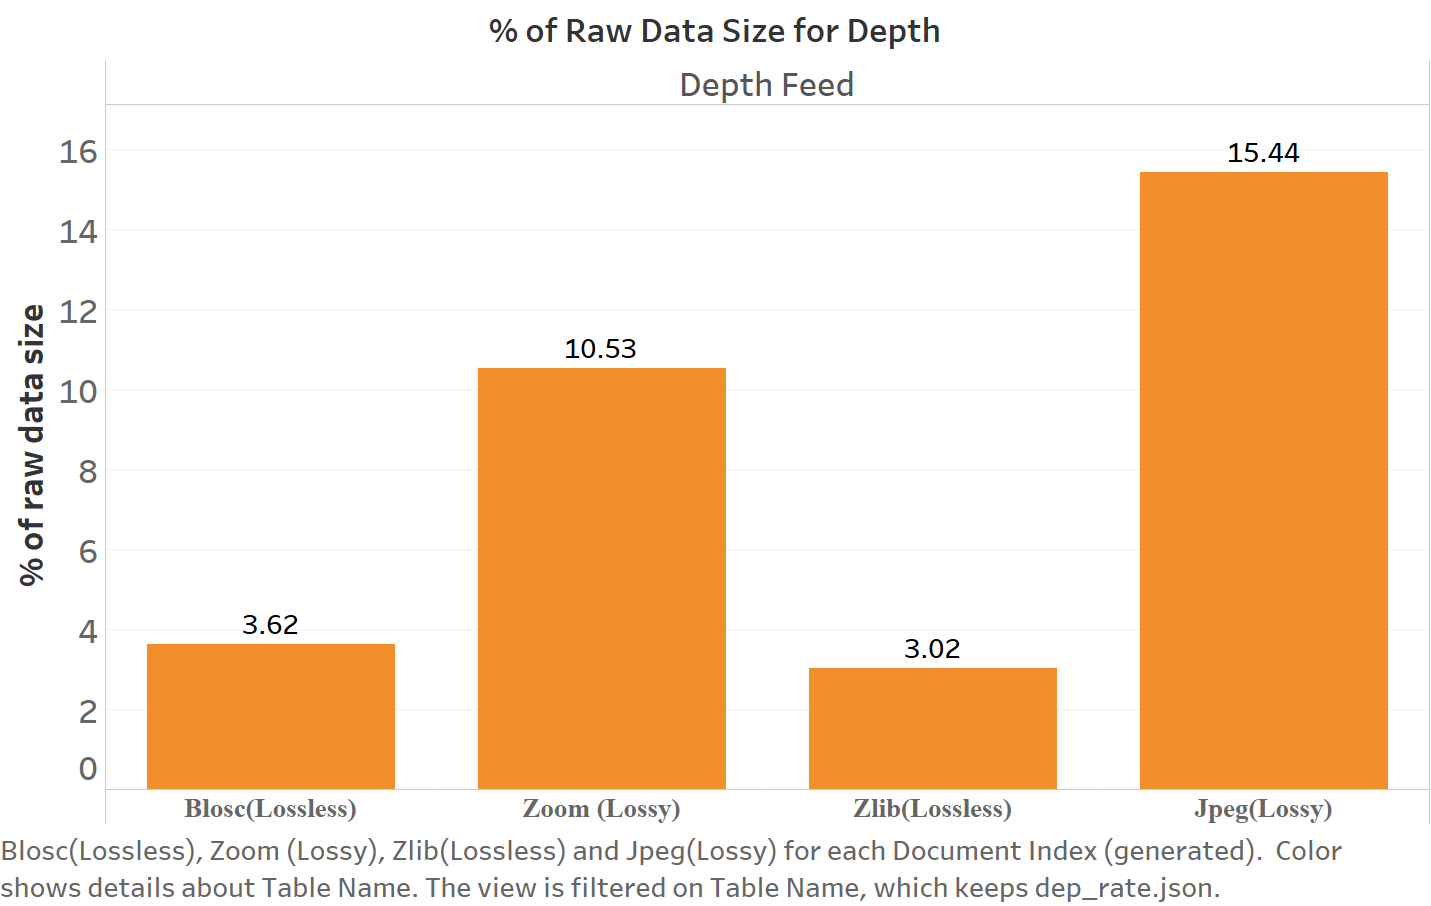 % of Raw Data Size for Depth
Depth Feed
% of raw data size
16
14
12
10
8
6
4
2
0
3.62
10.53
3.02
15.44
Blosc(Lossless)
Zoom (Lossy)
Zlib(Lossless)
Jpeg(Lossy)
Blosc(Lossless), Zoom (Lossy), Zlib(Lossless) and Jpeg(Lossy) for each Document Index (generated).  Color
shows details about Table Name. The view is filtered on Table Name, which keeps dep_rate.json.